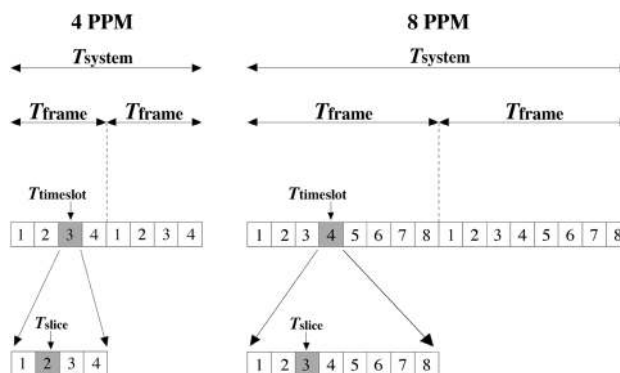 4 PPM 8 PPM
Tsystem Tsystem
Tframe Tframe Tframe Tframe
Ttimeslot Ttimeslot
1 2 3 4 1 2 3 4 1 2 3 4 5 6 7 8 1 2 3 4 5 6 7 8
Tslice Tslice
1 2 3 4 1 2 3 4 5 6 7 8